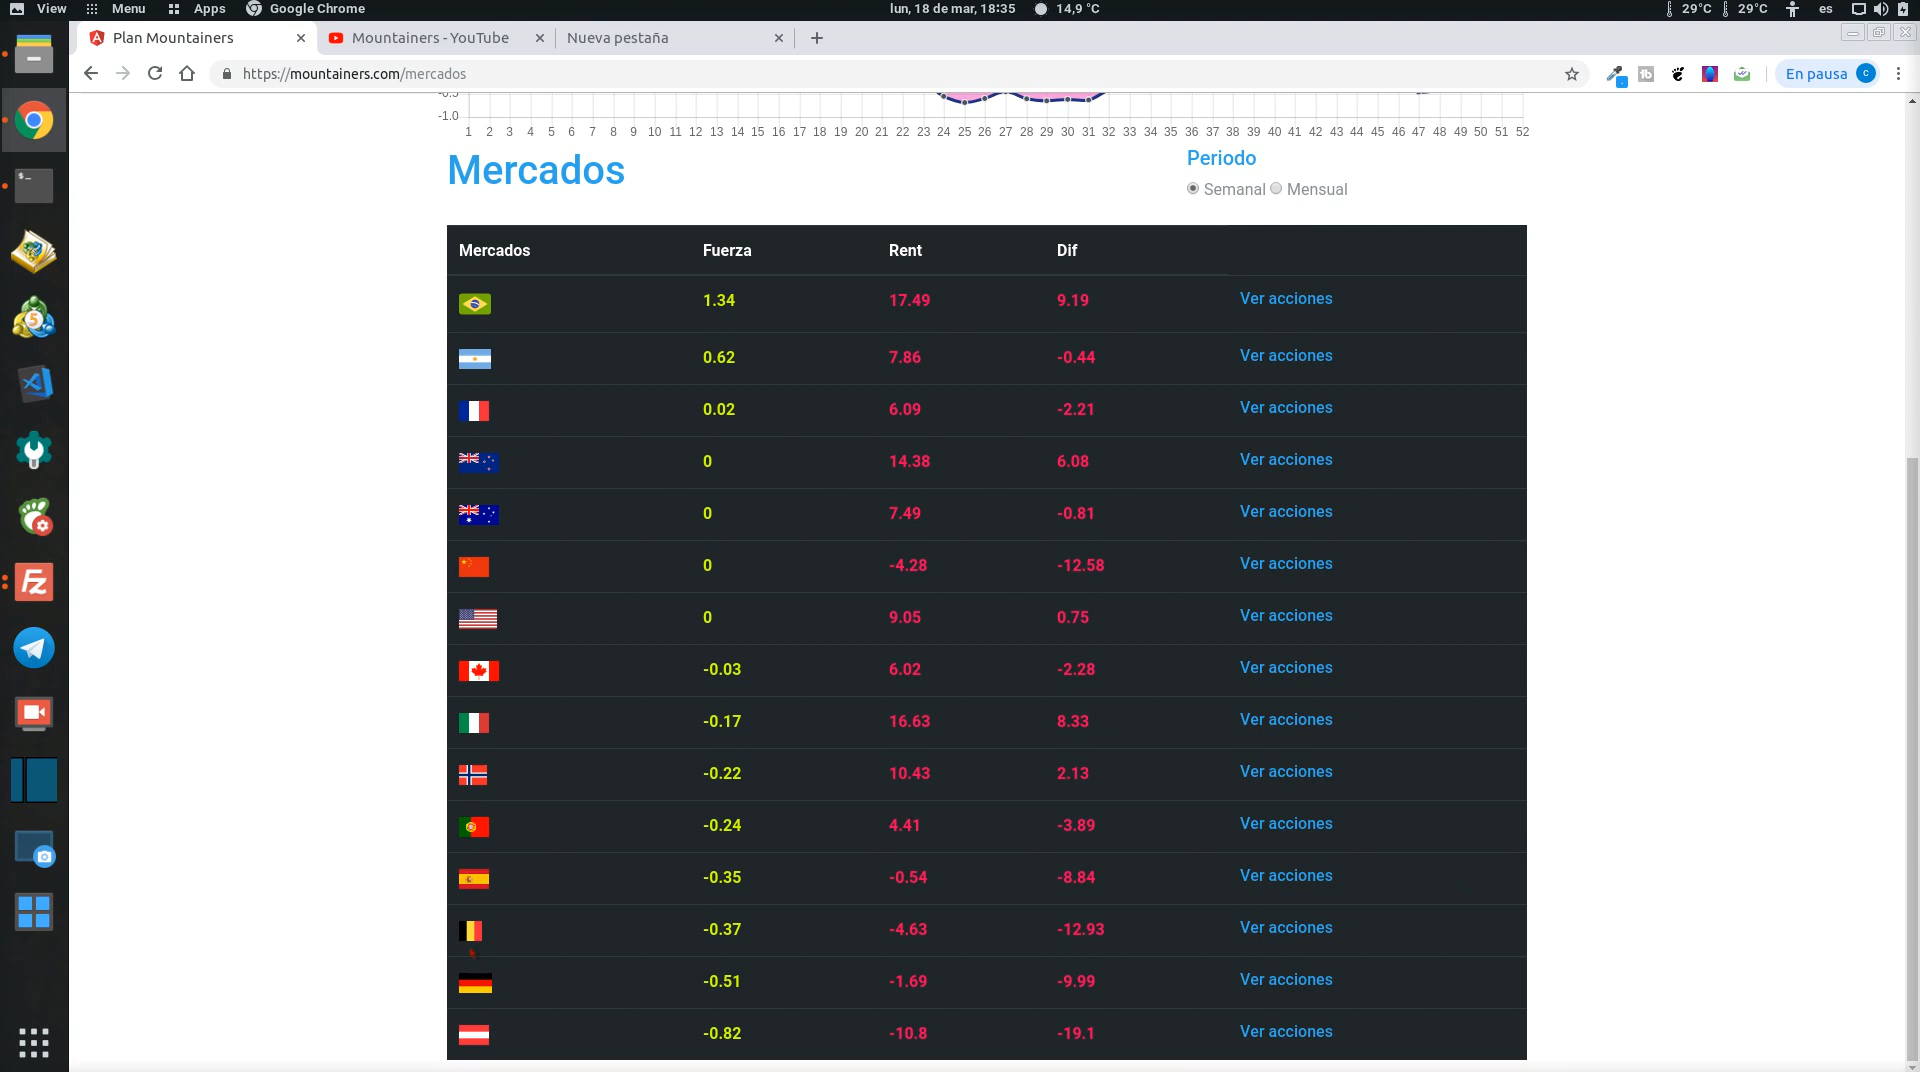 View Menu Apps Google Chrome lun, 18 de mar, 18:35 14,9 °C 29°C 29°C es
Plan Mountainers Mountainers - YouTube Nueva pestaña
https://mountainers.com/mercados En pausa c
-0.5
-1.0
1 2 3 4 5 6 7 8 9 10 11 12 13 14 15 16 17 18 19 20 21 22 23 24 25 26 27 28 29 30 31 32 33 34 35 36 37 38 39 40 41 42 43 44 45 46 47 48 49 50 51 52
Mercados
Periodo
Semanal Mensual
Mercados Fuerza Rent Dif
1.34 17.49 9.19 Ver acciones
0.62 7.86 -0.44 Ver acciones
0.02 6.09 -2.21 Ver acciones
0 14.38 6.08 Ver acciones
0 7.49 -0.81 Ver acciones
0 -4.28 -12.58 Ver acciones
0 9.05 0.75 Ver acciones
-0.03 6.02 -2.28 Ver acciones
-0.17 16.63 8.33 Ver acciones
-0.22 10.43 2.13 Ver acciones
-0.24 4.41 -3.89 Ver acciones
-0.35 -0.54 -8.84 Ver acciones
-0.37 -4.63 -12.93 Ver acciones
-0.51 -1.69 -9.99 Ver acciones
-0.82 -10.8 -19.1 Ver acciones
$_
5
Fz